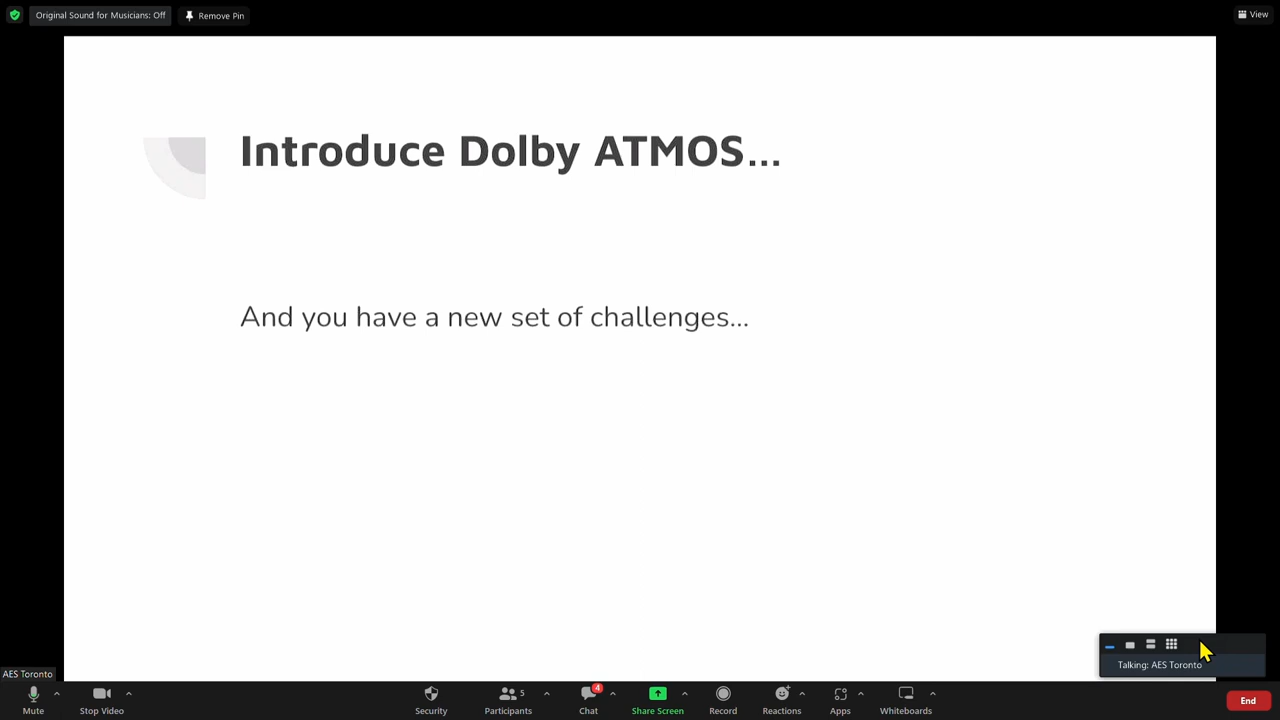 Original Sound for Musicians: Off
Remove Pin
View
Introduce Dolby ATMOS...
And you have a new set of challenges...
Talking: AES Toronto
AES Toronto
Mute
Stop Video
Security
5
Participants
4
Chat
Share Screen
Record
Reactions
Apps
Whiteboards
End